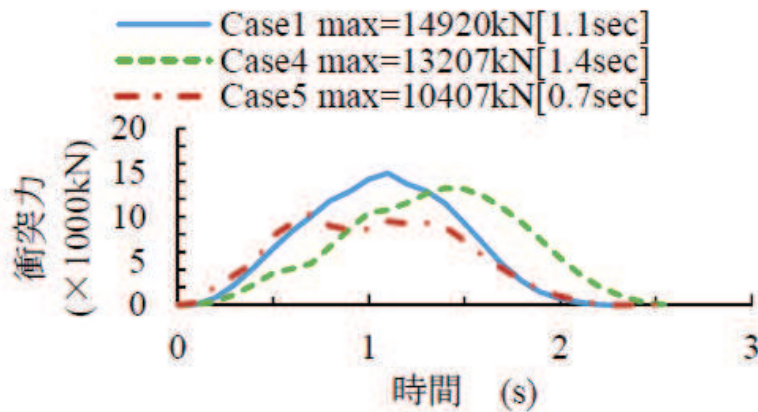 Case1 max=14920kN[1.1sec]
Case4 max=13207kN[1.4sec]
Case5 max=10407kN[0.7sec]
20
15
10
5
0
衝突力
(×1000kN)
0
1
2
3
時間 (s)